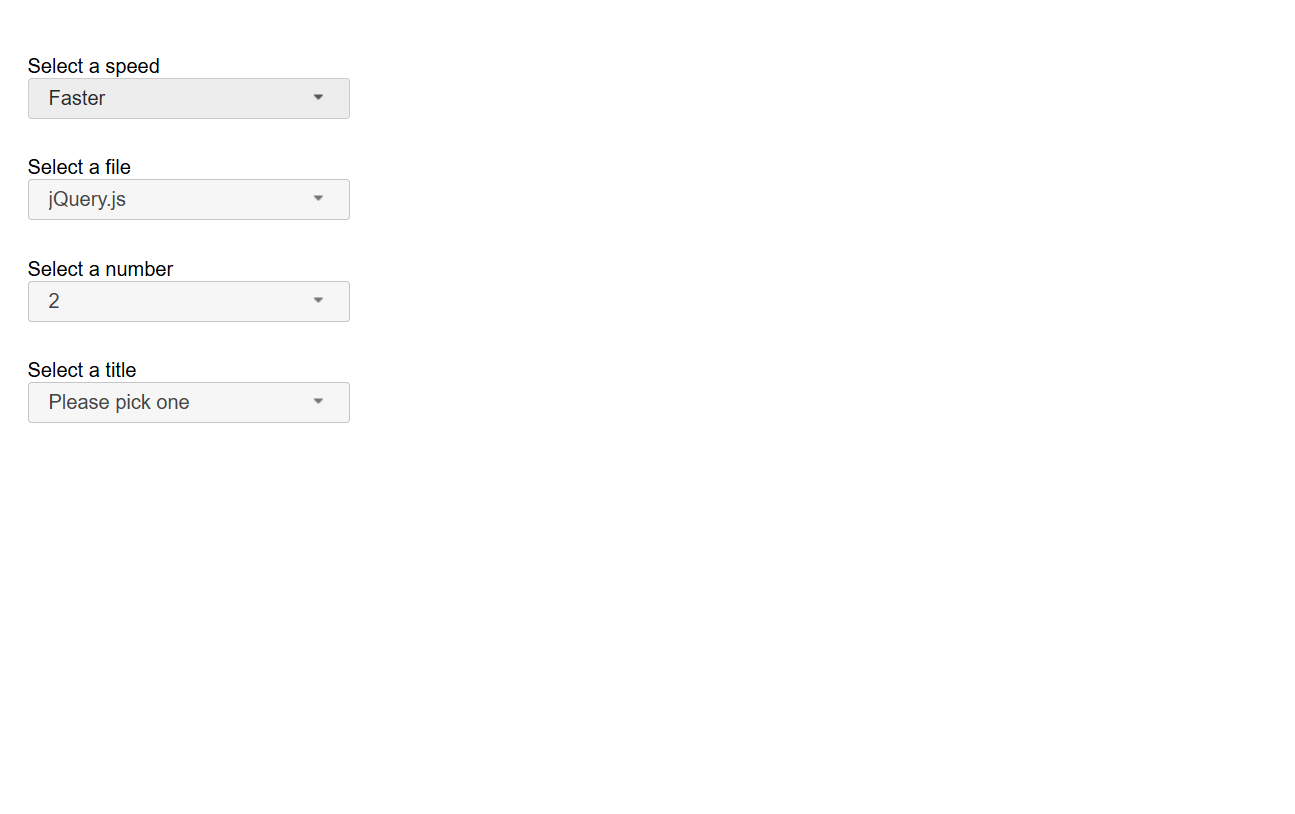 Select a speed
Faster
Select a file
jQuery.js
Select a number
2
Select a title
Please pick one